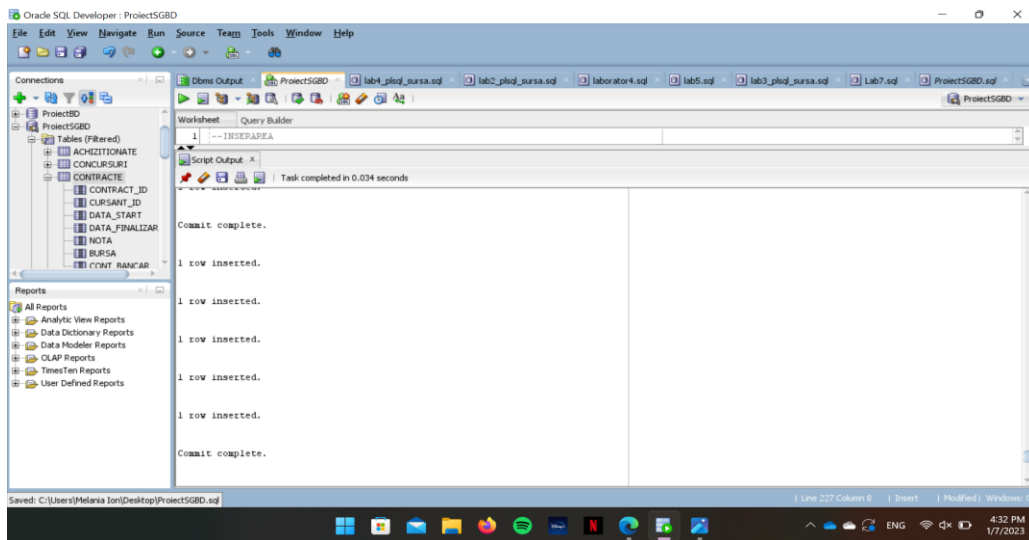 Oracle SQL Developer : ProiectSGBD
File Edit View Navigate Run Source Team Tools Window Help
Connections
ProiectBD
ProiectSGBD
Tables (Filtered)
ACHIZITIONATE
CONCURSURI
CONTRACTE
CONTRACT_ID
CURSANT_ID
DATA_START
DATA_FINALIZAR
NOTA
BURSA
CONT_BANCAR
Reports
All Reports
Analytic View Reports
Data Dictionary Reports
Data Modeler Reports
OLAP Reports
TimesTen Reports
User Defined Reports
Dbms Output ProiectSGBD lab4_plsql_sursa.sql lab2_plsql_sursa.sql laborator4.sql lab5.sql lab3_plsql_sursa.sql Lab7.sql ProiectSGBD.sql
ProiectSGBD
Worksheet Query Builder
1 --INSERAREA
Script Output
Task completed in 0.034 seconds
1 row inserted.
Commit complete.
1 row inserted.
1 row inserted.
1 row inserted.
1 row inserted.
1 row inserted.
Commit complete.
Saved: C:\Users\Melania Ion\Desktop\ProiectSGBD.sql
Line 227 Column 8 Insert Modified Windows:
ENG
4:32 PM
1/7/2023